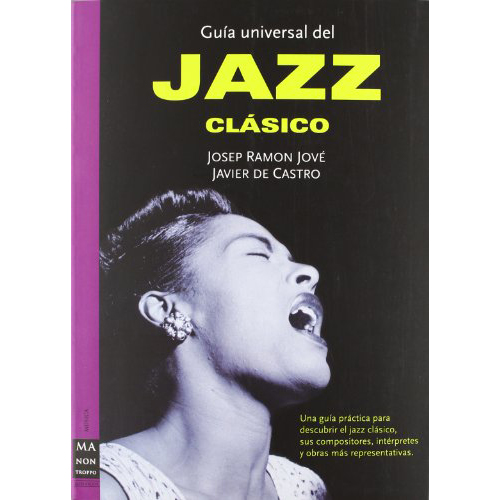 Guía universal del
JAZZ
CLÁSICO
JOSEP RAMON JOVÉ
JAVIER DE CASTRO
Una guía práctica para
descubrir el jazz clásico,
sus compositores, intérpretes
y obras más representativas.
MÚSICA
MA
NON
TROPPO